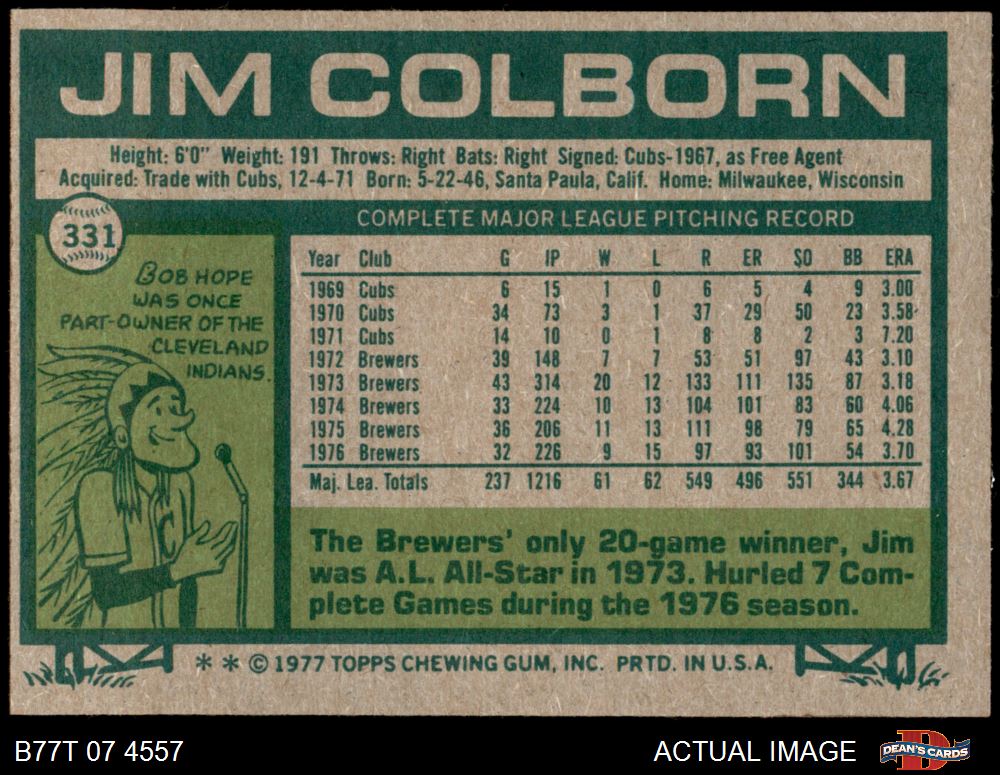 JIM COLBORN
Height: 6'0" Weight: 191 Throws: Right Bats: Right Signed: Cubs-1967, as Free Agent
Acquired: Trade with Cubs, 12-4-71 Born: 5-22-46, Santa Paula, Calif. Home: Milwaukee, Wisconsin
331
BOB HOPE
WAS ONCE
PART-OWNER OF THE
CLEVELAND
INDIANS.
C
COMPLETE MAJOR LEAGUE PITCHING RECORD
Year Club G IP W L R ER SO BB ERA
1969 Cubs 6 15 1 0 6 5 4 9 3.00
1970 Cubs 34 73 3 1 37 29 50 23 3.58
1971 Cubs 14 10 0 1 8 8 2 3 7.20
1972 Brewers 39 148 7 7 53 51 97 43 3.10
1973 Brewers 43 314 20 12 133 111 135 87 3.18
1974 Brewers 33 224 10 13 104 101 83 60 4.06
1975 Brewers 36 206 11 13 111 98 79 65 4.28
1976 Brewers 32 226 9 15 97 93 101 54 3.70
Maj. Lea. Totals 237 1216 61 62 549 496 551 344 3.67
The Brewers' only 20-game winner, Jim
was A.L. All-Star in 1973. Hurled 7 Com-
plete Games during the 1976 season.
* * © 1977 TOPPS CHEWING GUM, INC. PRTD. IN U.S.A.
B77T 07 4557 ACTUAL IMAGE D DEAN'S CARDS